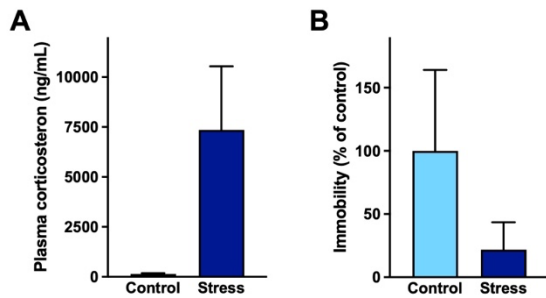 A
Plasma corticosteron (ng/mL)
10000
7500
5000
2500
0
Control Stress
B
Immobility (% of control)
150
100
50
0
Control Stress